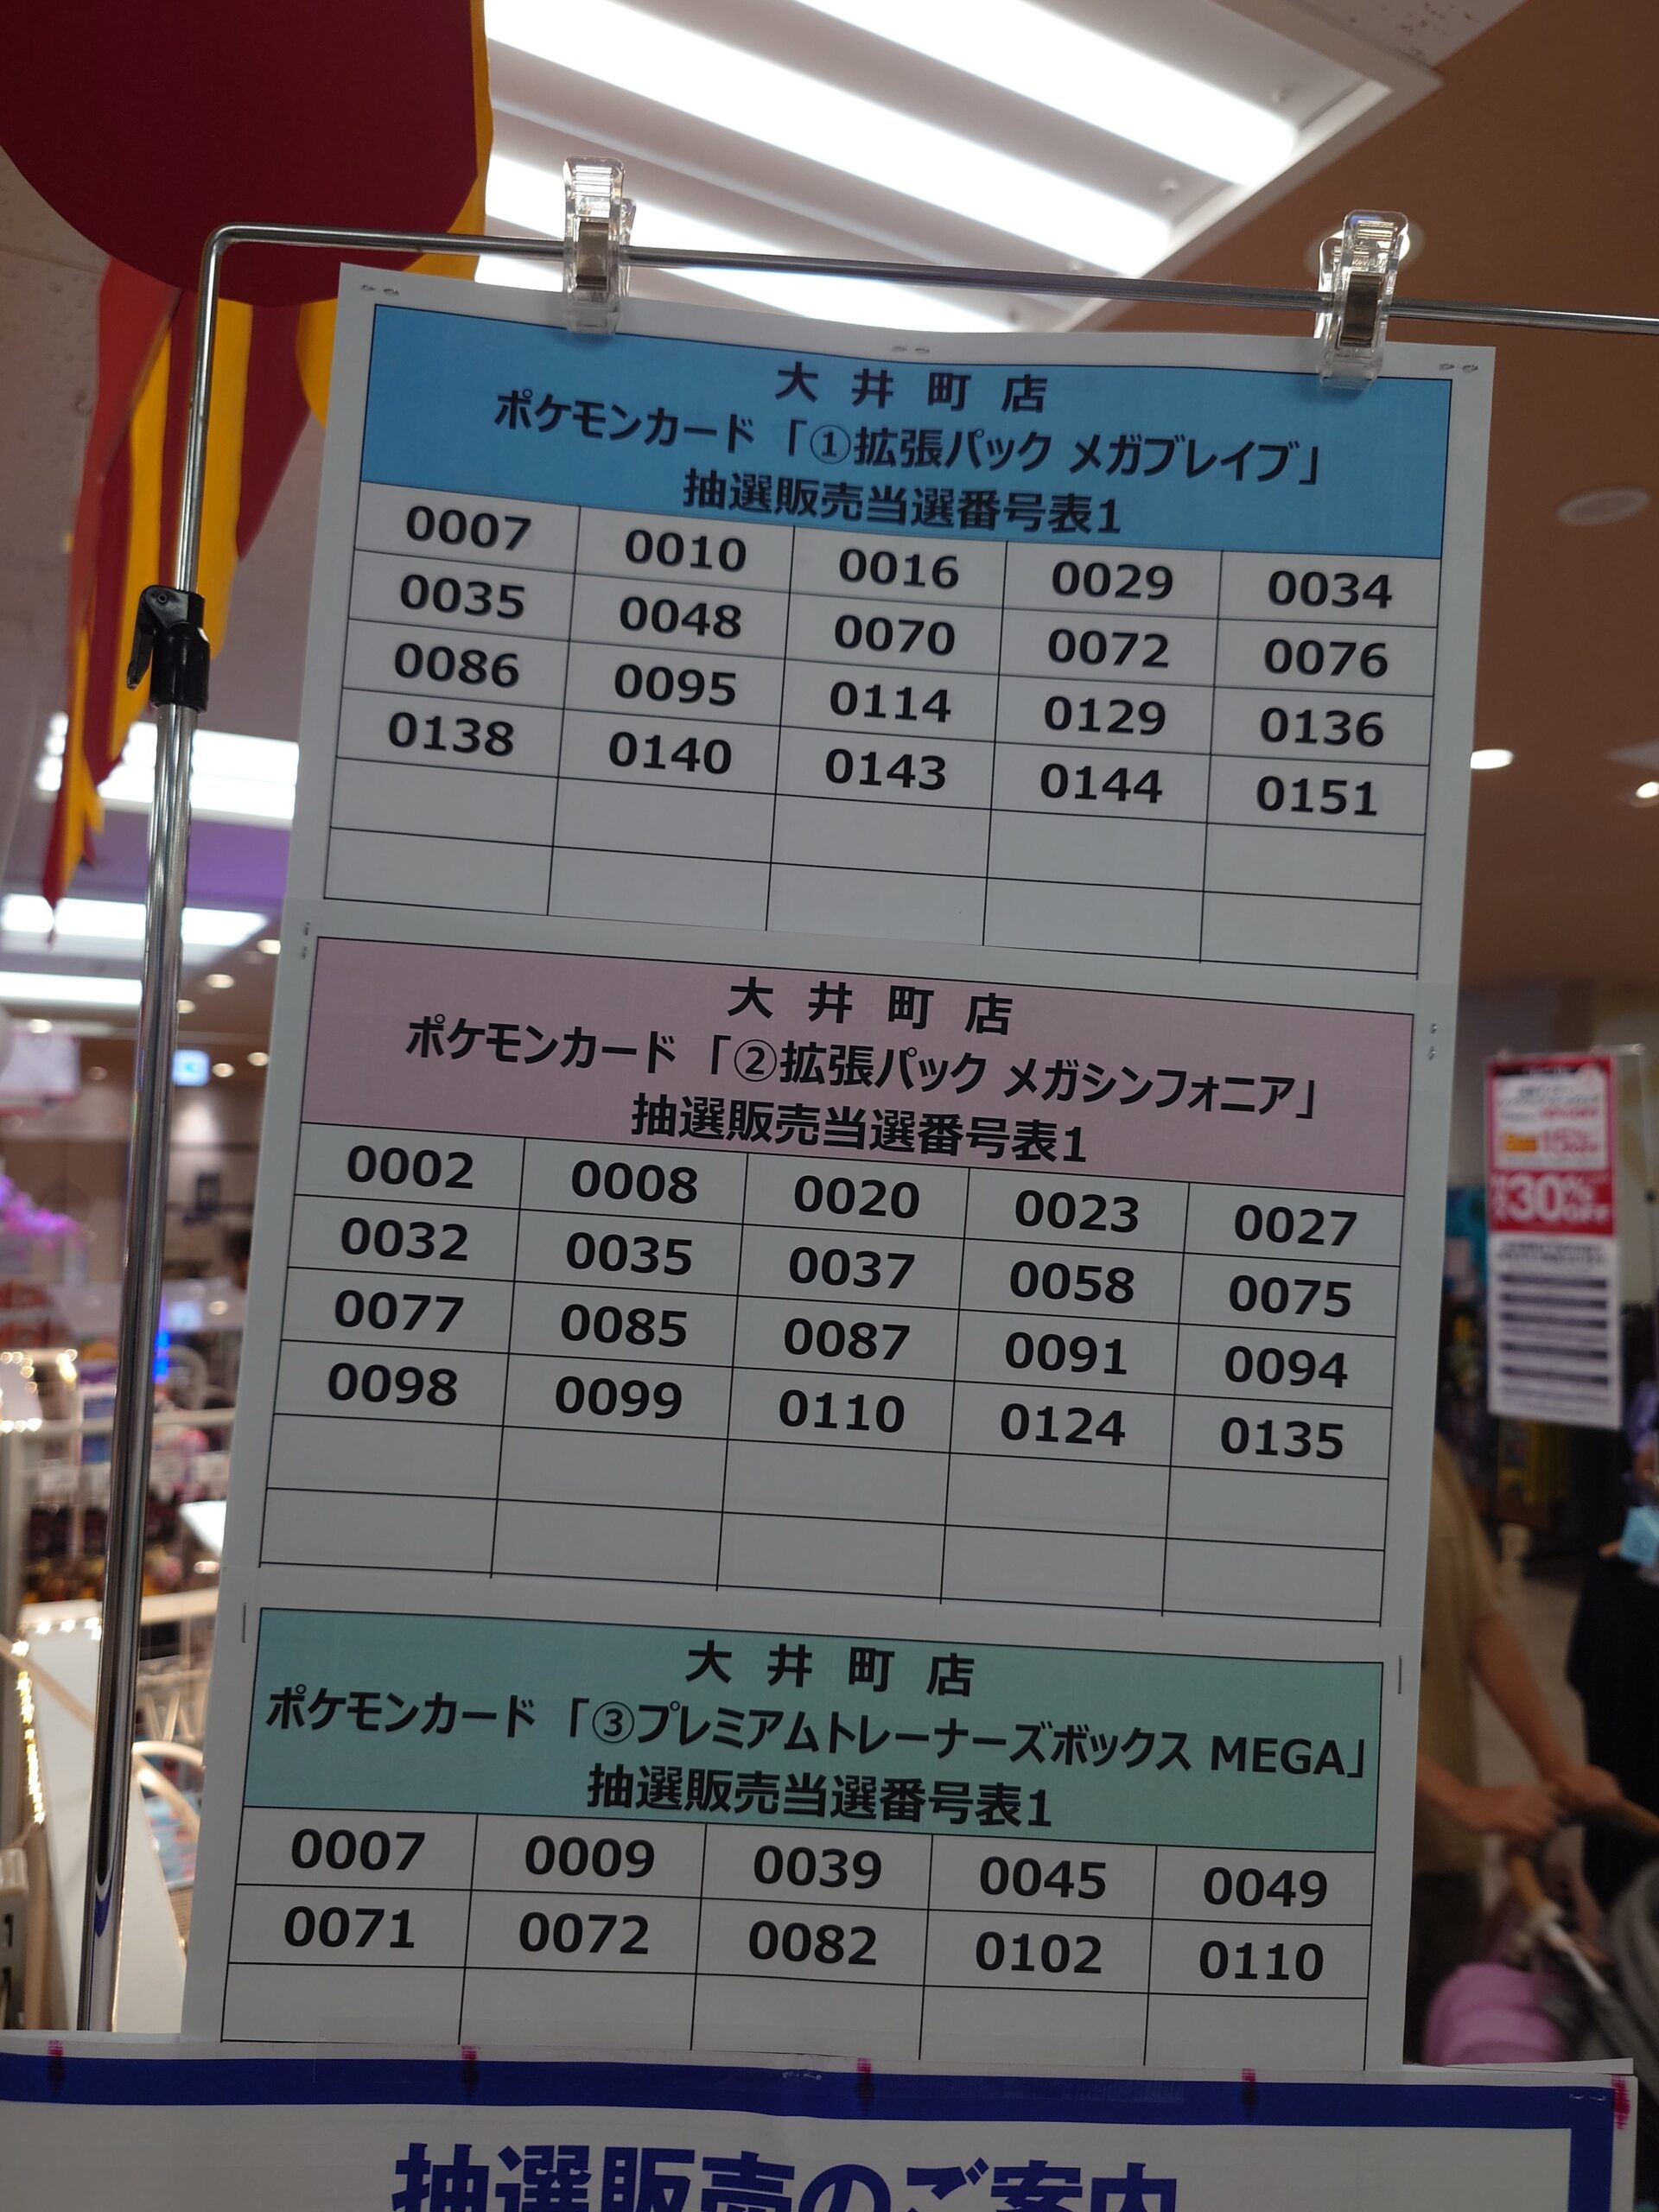 大井町店
ポケモンカード「①拡張パック メガブレイブ」
抽選販売当選番号表1
0007 0010 0016 0029 0034
0035 0048 0070 0072 0076
0086 0095 0114 0129 0136
0138 0140 0143 0144 0151
大井町店
ポケモンカード「②拡張パック メガシンフォニア」
抽選販売当選番号表1
0002 0008 0020 0023 0027
0032 0035 0037 0058 0075
0077 0085 0087 0091 0094
0098 0099 0110 0124 0135
大井町店
ポケモンカード「③プレミアムトレーナーズボックス MEGA」
抽選販売当選番号表1
0007 0009 0039 0045 0049
0071 0072 0082 0102 0110
抽選販売のご案内
30%OFF